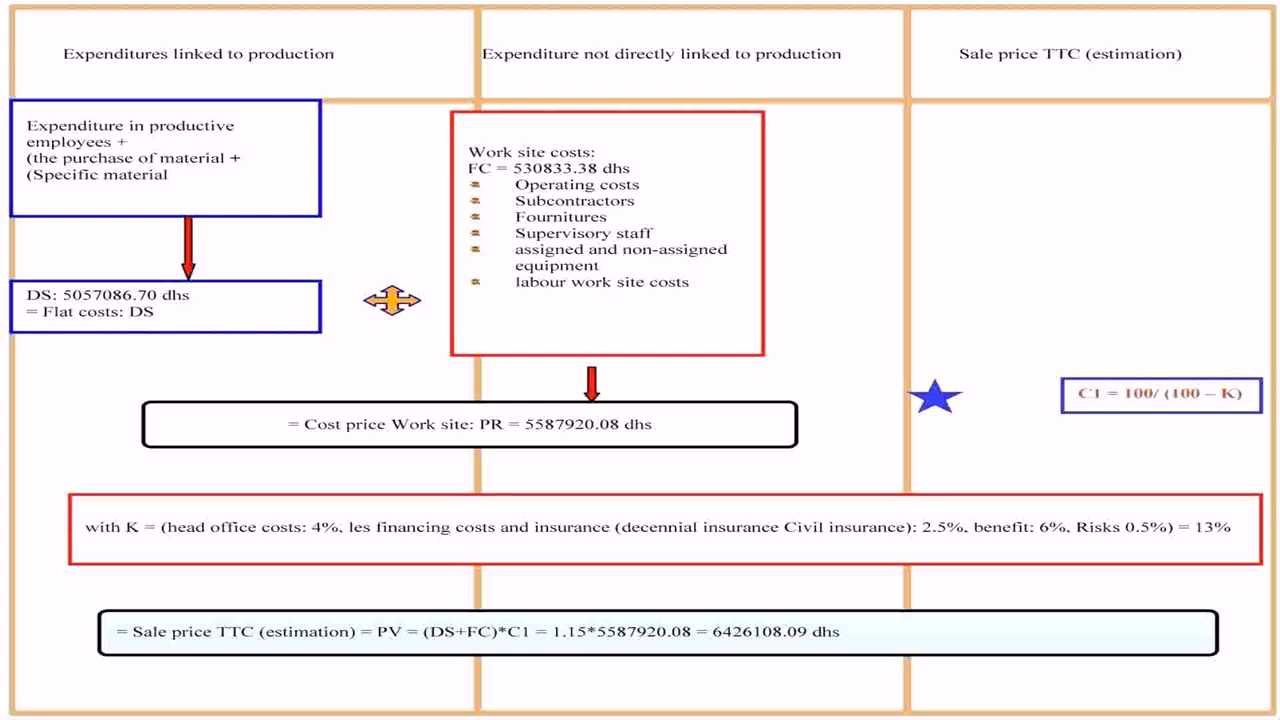 Expenditures linked to production
Expenditure not directly linked to production
Sale price TTC (estimation)
Expenditure in productive
employees +
(the purchase of material +
(Specific material
DS: 5057086.70 dhs
= Flat costs: DS
Work site costs:
FC = 530833.38 dhs
Operating costs
Subcontractors
Fournitures
Supervisory staff
assigned and non-assigned
equipment
labour work site costs
= Cost price Work site: PR = 5587920.08 dhs
C1 = 100/ (100 – K)
with K = (head office costs: 4%, les financing costs and insurance (decennial insurance Civil insurance): 2.5%, benefit: 6%, Risks 0.5%) = 13%
= Sale price TTC (estimation) = PV = (DS+FC)*C1 = 1.15*5587920.08 = 6426108.09 dhs